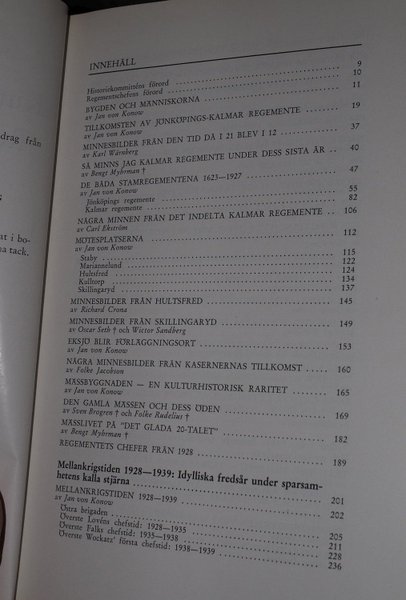 drag från
at i bo-
na tack.
INNEHÅLL
Historiekommitténs förord 9
Regementschefens förord 10
BYGDEN OCH MÄNNISKORNA 11
av Jan von Konow
TILLKOMSTEN AV JÖNKÖPINGS-KALMAR REGEMENTE 19
av Jan von Konow
MINNESBILDER FRÅN DEN TID DÅ I 21 BLEV I 12 37
av Karl Wärnberg
SÅ MINNS JAG KALMAR REGEMENTE UNDER DESS SISTA ÅR 40
av Bengt Myhrman †
DE BÅDA STAMREGEMENTENA 1623—1927 47
av Jan von Konow
Jönköpings regemente 55
Kalmar regemente 82
NÅGRA MINNEN FRÅN DET INDELTA KALMAR REGEMENTE 106
av Carl Ekström
MÖTESPLATSERNA 112
av Jan von Konow
Staby 115
Mariannelund 122
Hultsfred 124
Kulltorp 134
Skillingaryd 137
MINNESBILDER FRÅN HULTSFRED 145
av Richard Crona
MINNESBILDER FRÅN SKILLINGARYD 149
av Oscar Seth † och Wictor Sandberg
EKSJÖ BLIR FÖRLÄGGNINGSORT 153
av Jan von Konow
NÅGRA MINNESBILDER FRÅN KASERNERNAS TILLKOMST 160
av Folke Jacobson
MÄSSBYGGNADEN — EN KULTURHISTORISK RARITET 165
av Jan von Konow
DEN GAMLA MÄSSEN OCH DESS ÖDEN 169
av Sven Brogren † och Folke Rudelius †
MÄSSLIVET PÅ "DET GLADA 20-TALET" 182
av Bengt Myhrman †
REGEMENTETS CHEFER FRÅN 1928 189
Mellankrigstiden 1928—1939: Idylliska fredsår under sparsam-
hetens kalla stjärna 201
MELLANKRIGSTIDEN 1928—1939 202
av Jan von Konow
Östra brigaden 205
Överste Lovéns chefstid: 1928—1935 211
Överste Falks chefstid: 1935—1938 228
Överste Wockatz' första chefstid: 1938—1939 236